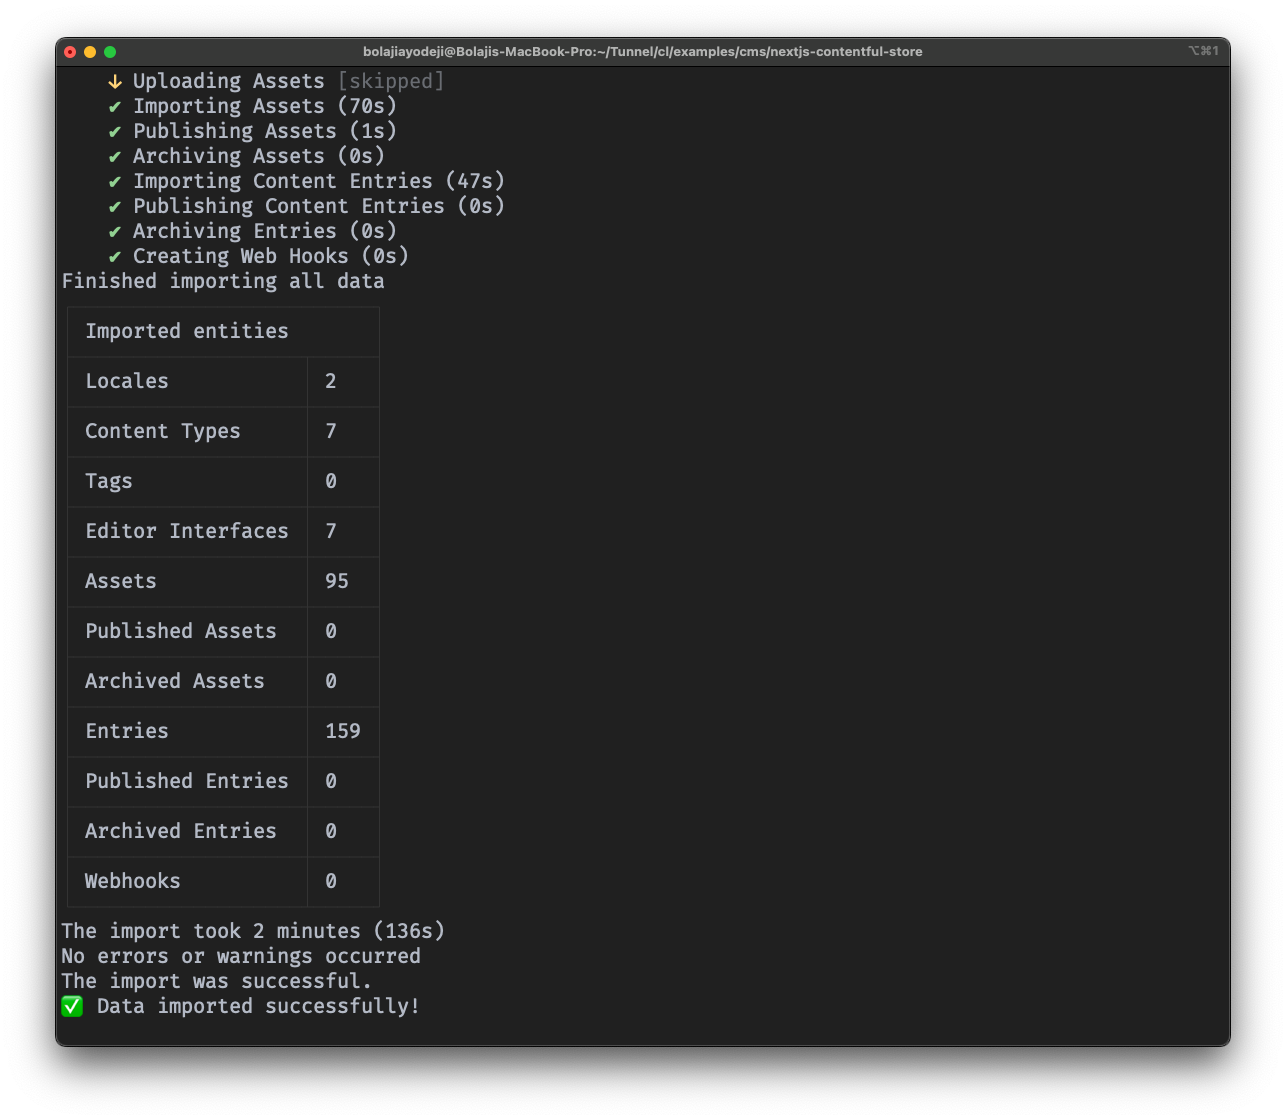 bolajiayodeji@Bolajis-MacBook-Pro:~/Tunnel/cl/examples/cms/nextjs-contentful-store
⌥⌘1
↓ Uploading Assets [skipped]
✔ Importing Assets (70s)
✔ Publishing Assets (1s)
✔ Archiving Assets (0s)
✔ Importing Content Entries (47s)
✔ Publishing Content Entries (0s)
✔ Archiving Entries (0s)
✔ Creating Web Hooks (0s)
Finished importing all data
Imported entities
Locales 2
Content Types 7
Tags 0
Editor Interfaces 7
Assets 95
Published Assets 0
Archived Assets 0
Entries 159
Published Entries 0
Archived Entries 0
Webhooks 0
The import took 2 minutes (136s)
No errors or warnings occurred
The import was successful.
✅ Data imported successfully!